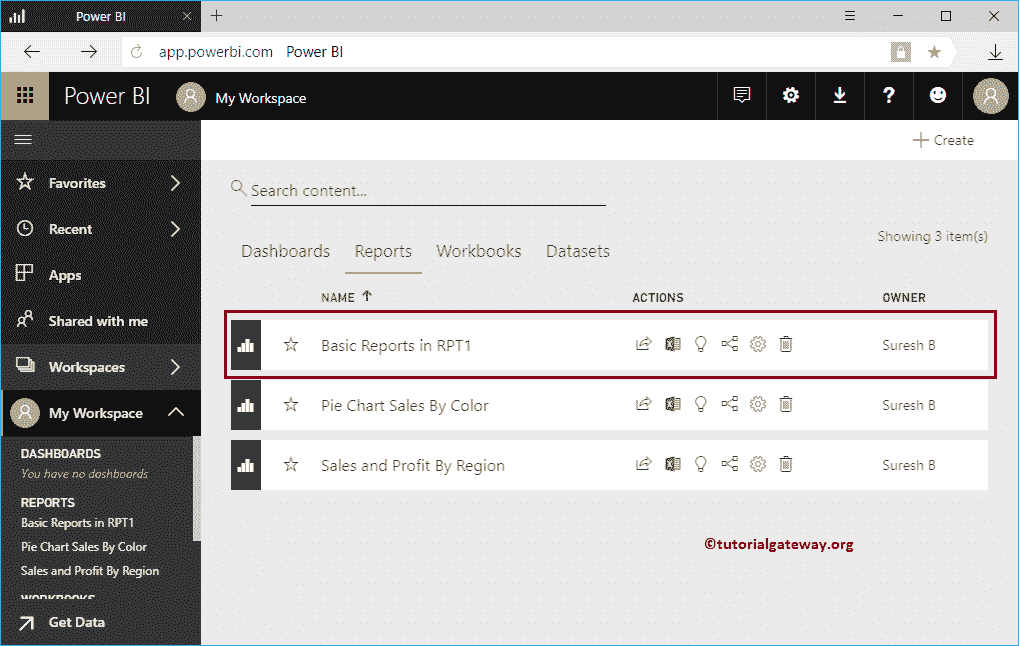 Power BI
app.powerbi.com Power BI
Power BI My Workspace
Create
Favorites
Recent
Apps
Shared with me
Workspaces
My Workspace
DASHBOARDS
You have no dashboards
REPORTS
Basic Reports in RPT1
Pie Chart Sales By Color
Sales and Profit By Region
WORKBOOKS
Get Data
Search content...
Showing 3 item(s)
Dashboards Reports Workbooks Datasets
NAME ACTIONS OWNER
Basic Reports in RPT1 Suresh B
Pie Chart Sales By Color Suresh B
Sales and Profit By Region Suresh B
©tutorialgateway.org